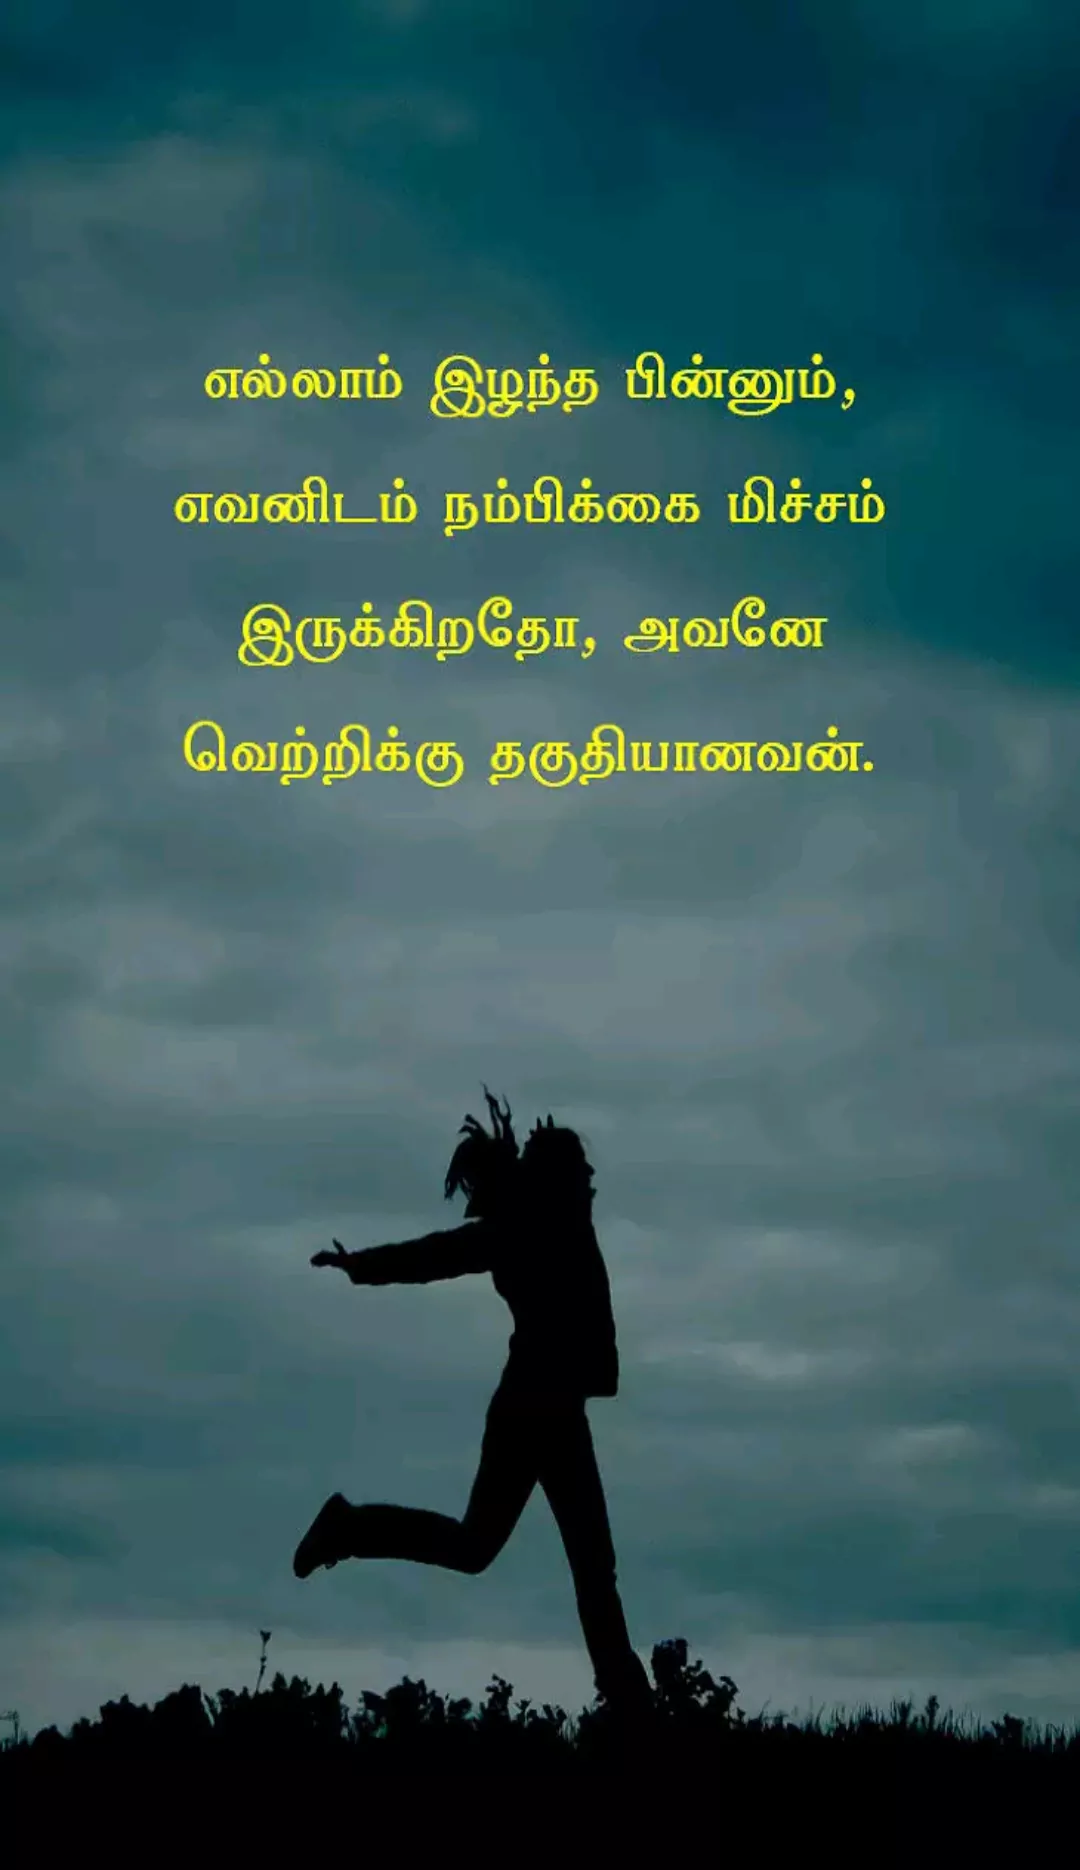 எல்லாம் இழந்த பின்னும்,
எவனிடம் நம்பிக்கை மிச்சம்
இருக்கிறதோ, அவனே
வெற்றிக்கு தகுதியானவன்.